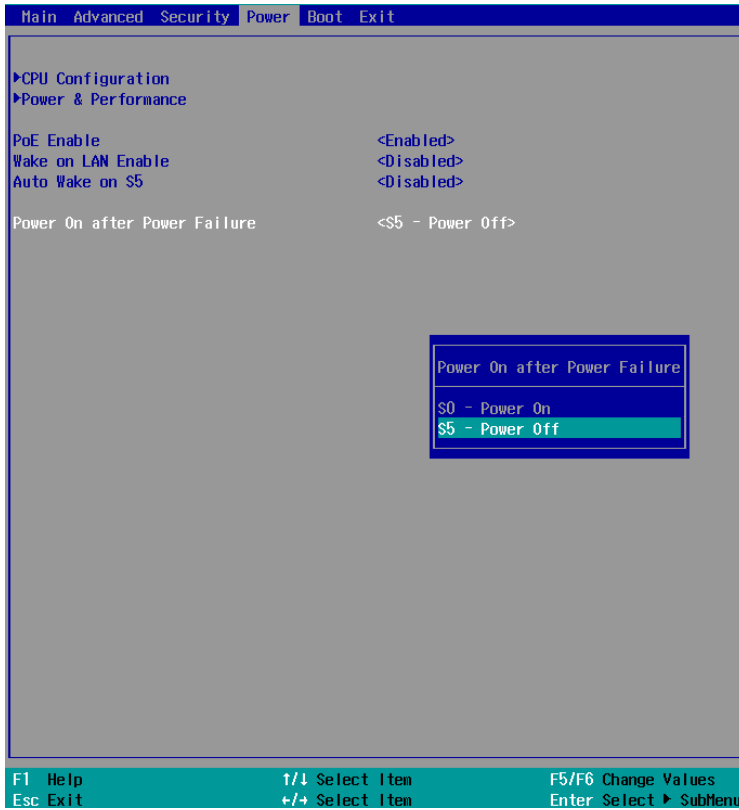 Main Advanced Security Power Boot Exit
▶CPU Configuration
▶Power & Performance
PoE Enable <Enabled>
Wake on LAN Enable <Disabled>
Auto Wake on S5 <Disabled>
Power On after Power Failure <S5 - Power Off>
Power On after Power Failure
S0 - Power On
S5 - Power Off
F1 Help ↑/↓ Select Item F5/F6 Change Values
Esc Exit ←/→ Select Item Enter Select ▶ SubMenu